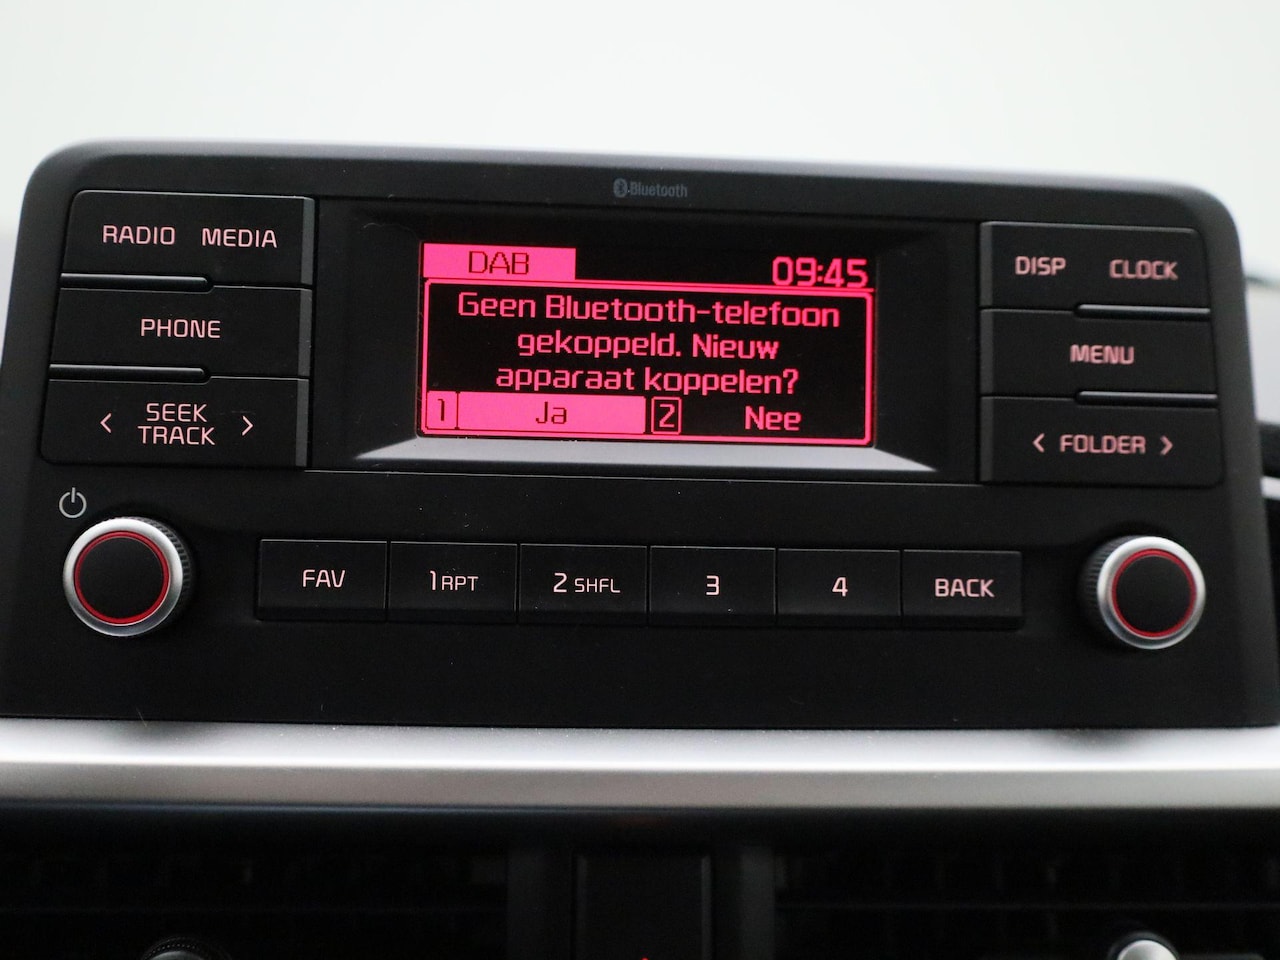 Bluetooth
RADIO MEDIA
PHONE
< SEEK TRACK >
DAB 09:45
Geen Bluetooth-telefoon
gekoppeld. Nieuw
apparaat koppelen?
1 Ja 2 Nee
DISP CLOCK
MENU
< FOLDER >
FAV 1 RPT 2 SHFL 3 4 BACK